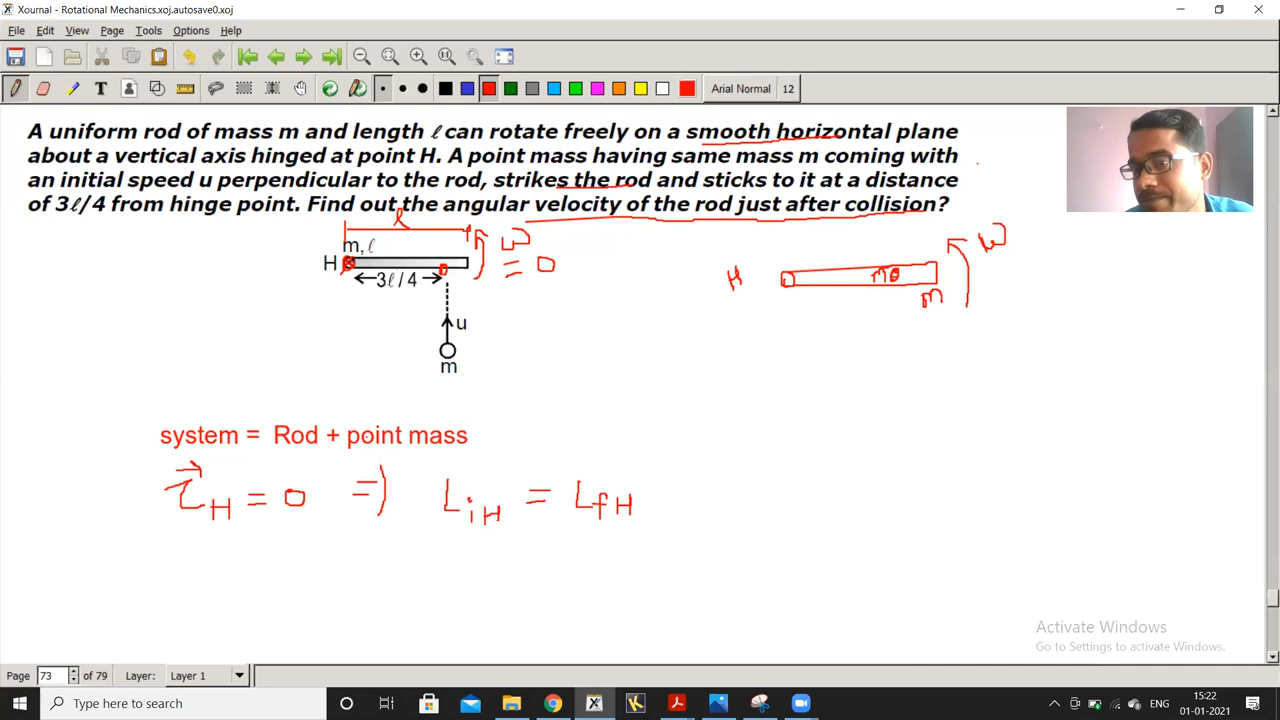 Xournal - Rotational Mechanics.xoj.autosave0.xoj
File Edit View Page Tools Options Help
Arial Normal 12
A uniform rod of mass m and length ℓ can rotate freely on a smooth horizontal plane
about a vertical axis hinged at point H. A point mass having same mass m coming with
an initial speed u perpendicular to the rod, strikes the rod and sticks to it at a distance
of 3ℓ/4 from hinge point. Find out the angular velocity of the rod just after collision?
ℓ
m, ℓ
H
ω = 0
3ℓ / 4
u
m
H
m
m
ω
system = Rod + point mass
τ⃗_H = 0 ⇒ L_iH = L_fH
Activate Windows
Go to Settings to activate Windows.
Page 73 of 79 Layer: Layer 1
Type here to search
ENG
15:22
01-01-2021